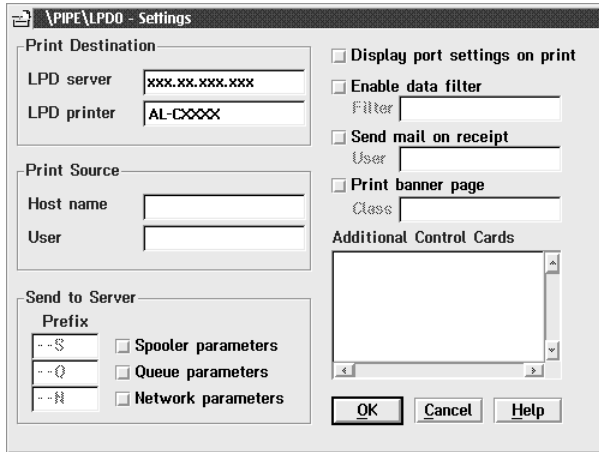 \PIPE\LPD0 - Settings
Print Destination
LPD server xxx.xx.xxx.xxx
LPD printer AL-CXXXX
Print Source
Host name
User
Send to Server
Prefix
--S Spooler parameters
--Q Queue parameters
--N Network parameters
Display port settings on print
Enable data filter
Filter
Send mail on receipt
User
Print banner page
Class
Additional Control Cards
OK Cancel Help